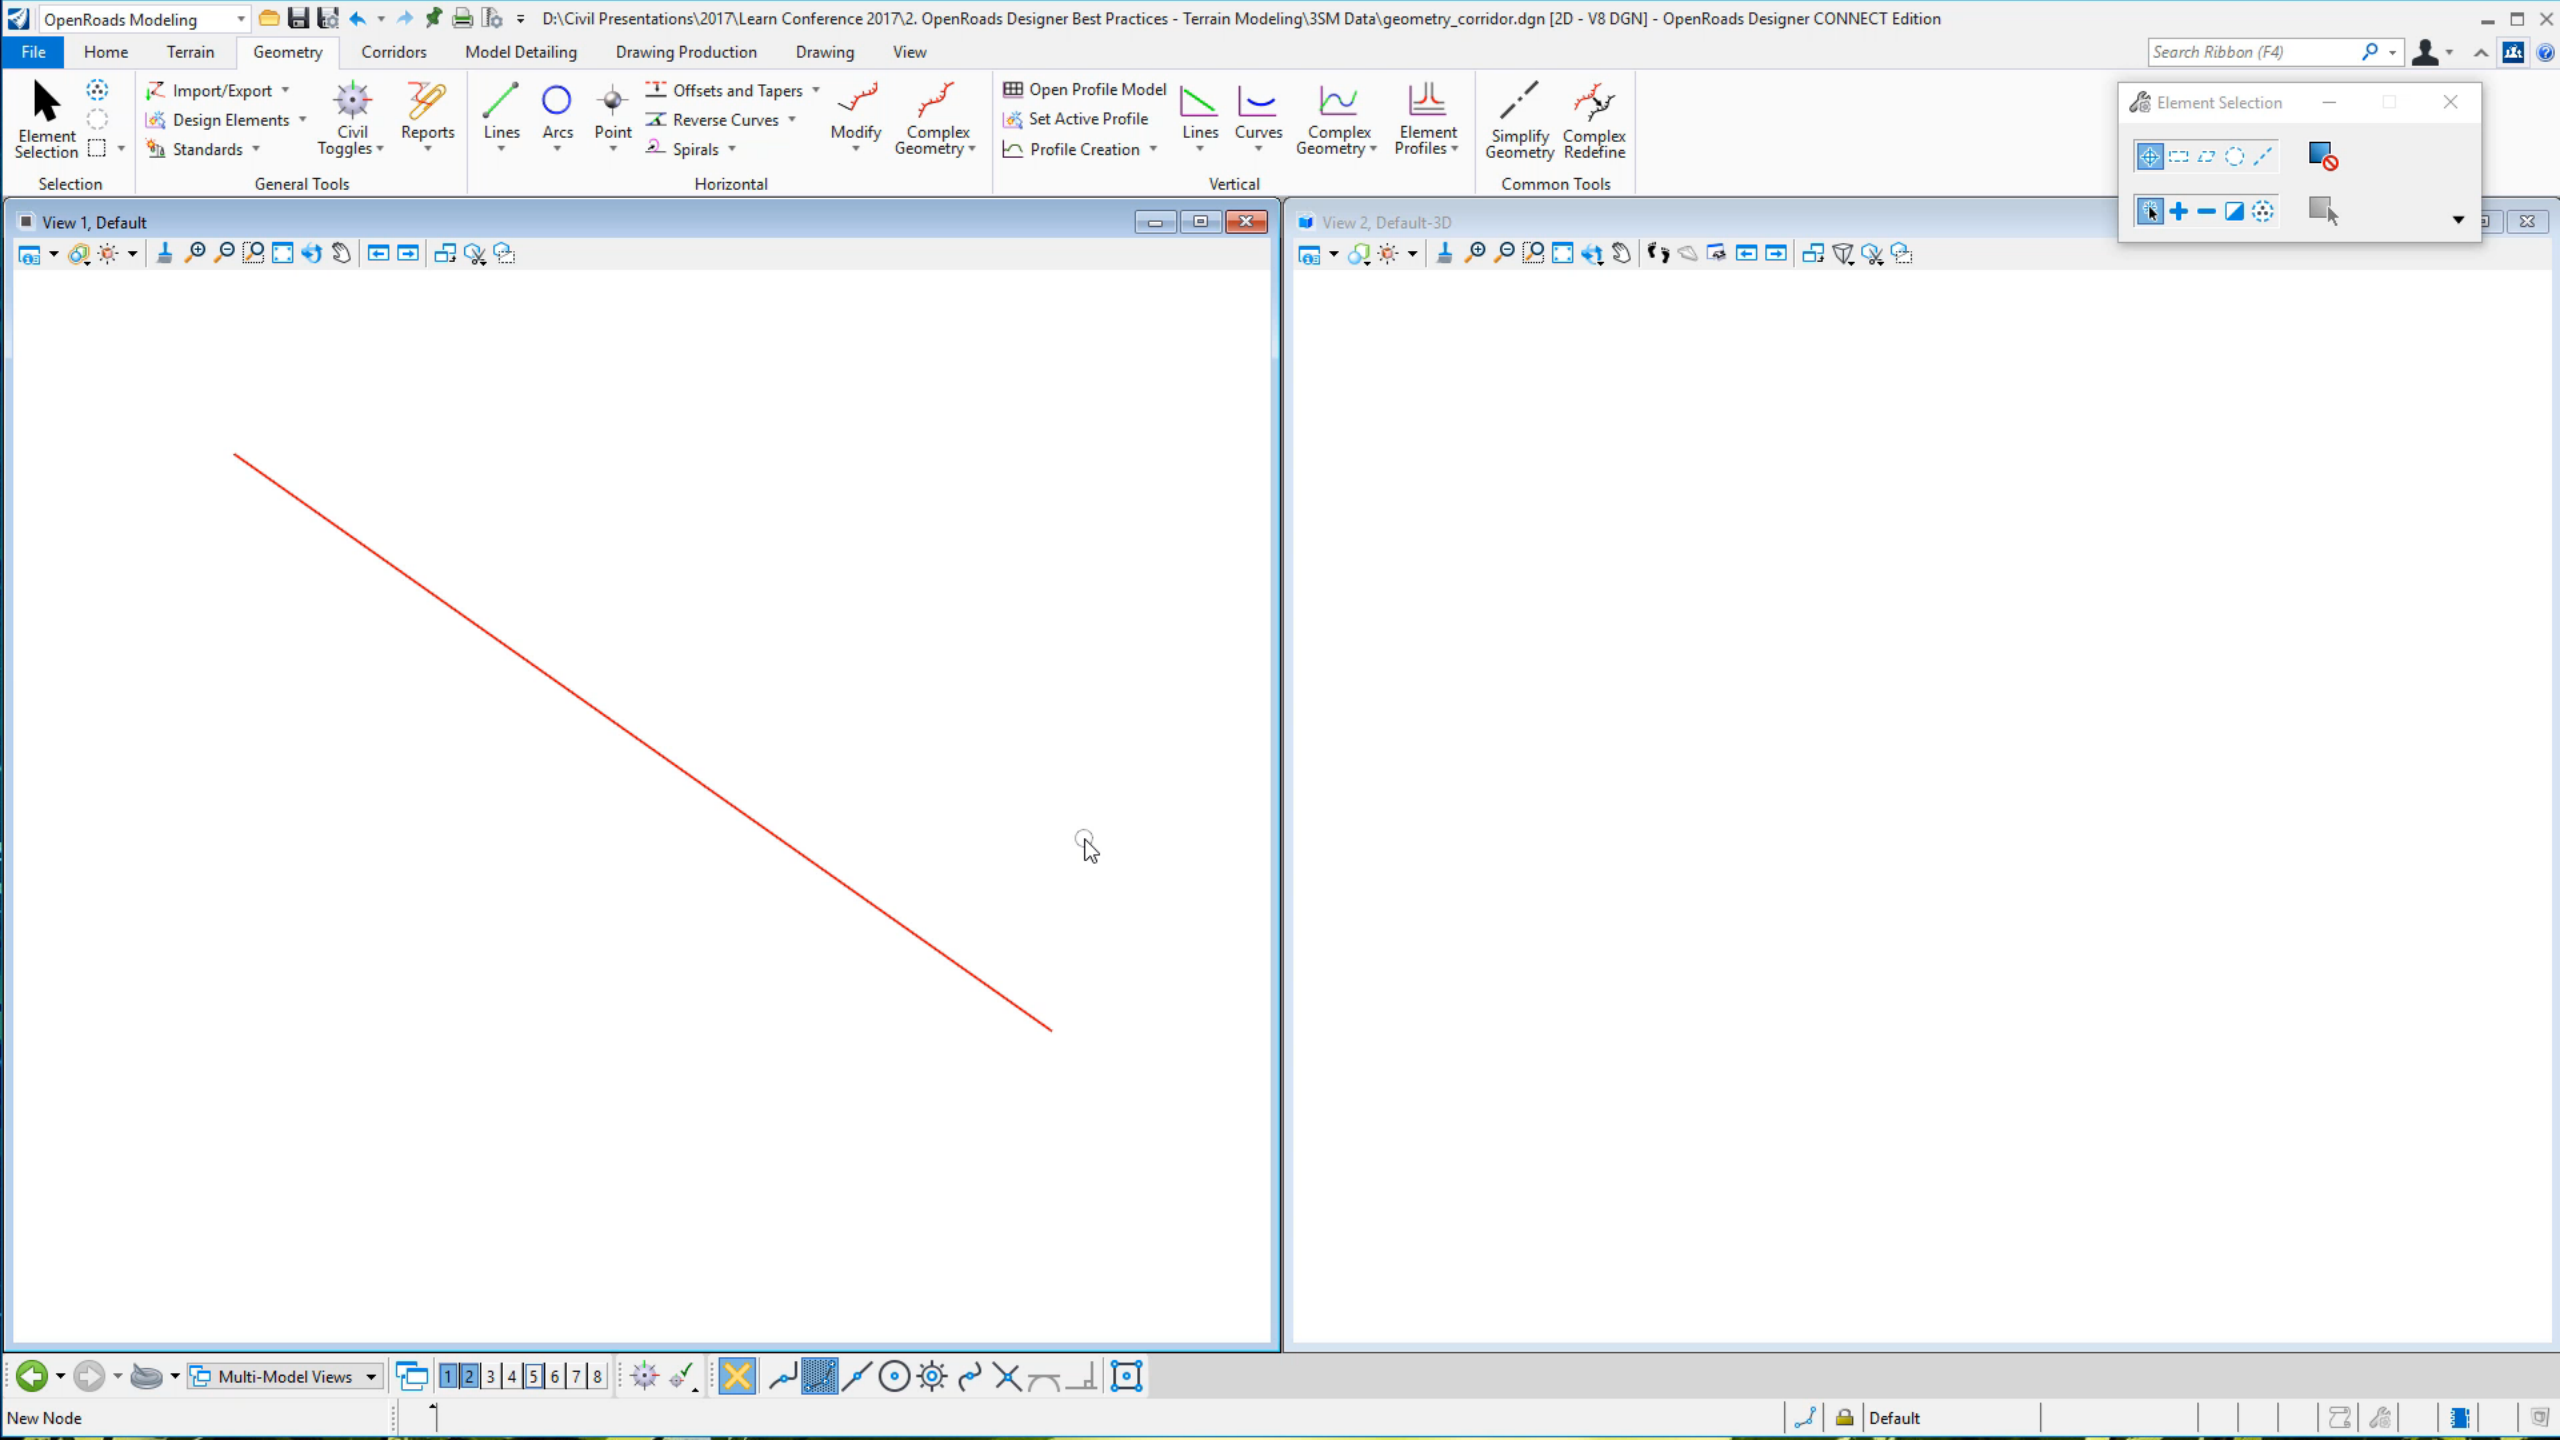 OpenRoads Modeling
D:\Civil Presentations\2017\Learn Conference 2017\2. OpenRoads Designer Best Practices - Terrain Modeling\3SM Data\geometry_corridor.dgn [2D - V8 DGN] - OpenRoads Designer CONNECT Edition
File Home Terrain Geometry Corridors Model Detailing Drawing Production Drawing View
Search Ribbon (F4)
Element Selection
Import/Export
Design Elements
Standards
Civil Toggles
Reports
Lines
Arcs
Point
Offsets and Tapers
Reverse Curves
Spirals
Modify
Complex Geometry
Open Profile Model
Set Active Profile
Profile Creation
Lines
Curves
Complex Geometry
Element Profiles
Simplify Geometry
Complex Redefine
Selection
General Tools
Horizontal
Vertical
Common Tools
Element Selection
View 1, Default
View 2, Default-3D
Multi-Model Views
1 2 3 4 5 6 7 8
New Node
Default